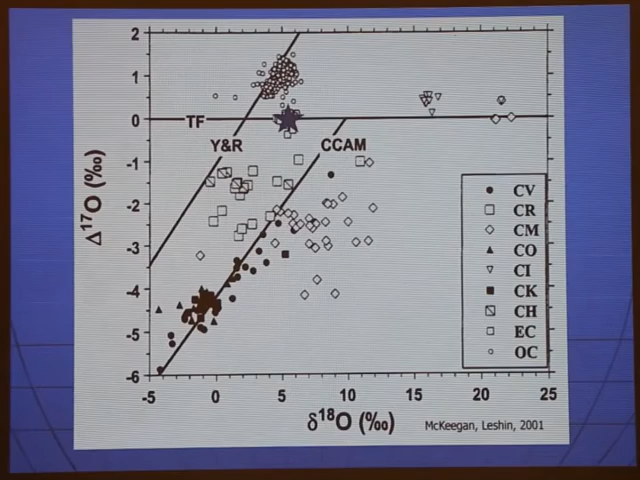 2
1
0
-1
-2
-3
-4
-5
-6
Δ¹⁷O (‰)
TF
Y&R
CCAM
CV
CR
CM
CO
CI
CK
CH
EC
OC
-5 0 5 10 15 20 25
δ¹⁸O (‰)
McKeegan, Leshin, 2001